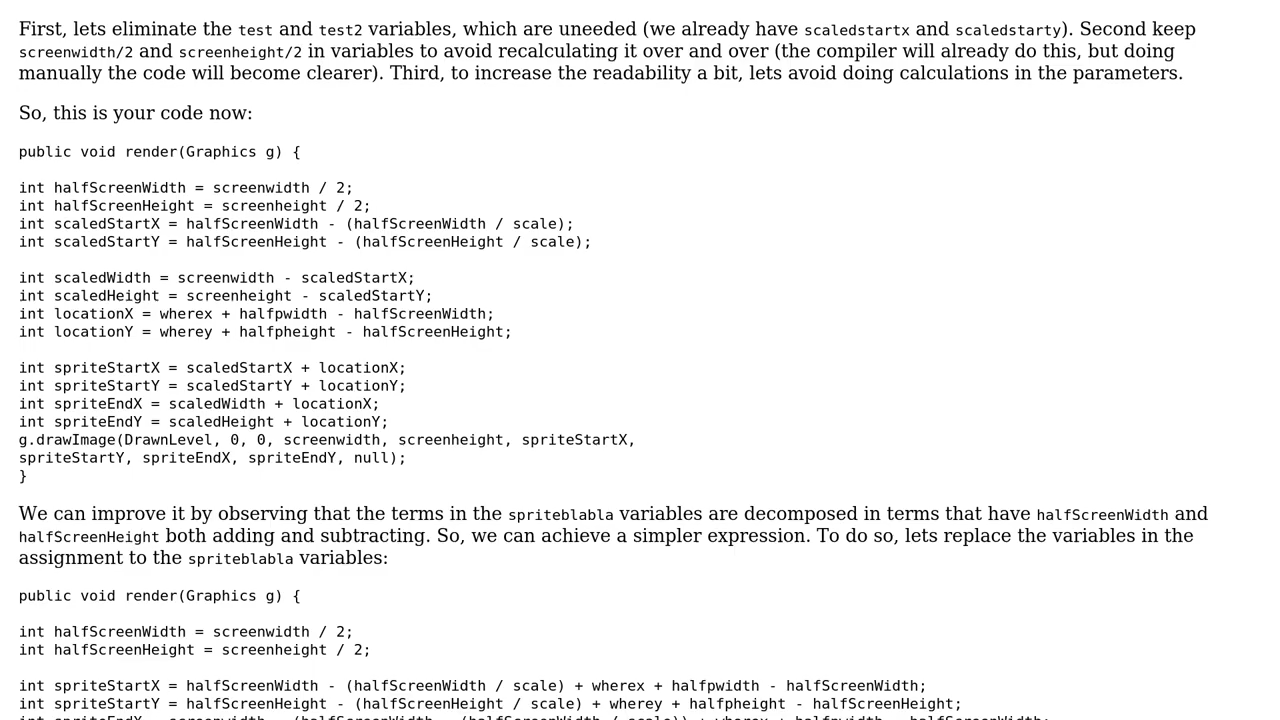 First, lets eliminate the test and test2 variables, which are uneeded (we already have scaledstartx and scaledstarty). Second keep
screenwidth/2 and screenheight/2 in variables to avoid recalculating it over and over (the compiler will already do this, but doing
manually the code will become clearer). Third, to increase the readability a bit, lets avoid doing calculations in the parameters.
So, this is your code now:
public void render(Graphics g) {
int halfScreenWidth = screenwidth / 2;
int halfScreenHeight = screenheight / 2;
int scaledStartX = halfScreenWidth - (halfScreenWidth / scale);
int scaledStartY = halfScreenHeight - (halfScreenHeight / scale);
int scaledWidth = screenwidth - scaledStartX;
int scaledHeight = screenheight - scaledStartY;
int locationX = wherex + halfpwidth - halfScreenWidth;
int locationY = wherey + halfpheight - halfScreenHeight;
int spriteStartX = scaledStartX + locationX;
int spriteStartY = scaledStartY + locationY;
int spriteEndX = scaledWidth + locationX;
int spriteEndY = scaledHeight + locationY;
g.drawImage(DrawnLevel, 0, 0, screenwidth, screenheight, spriteStartX,
spriteStartY, spriteEndX, spriteEndY, null);
}
We can improve it by observing that the terms in the spriteblabla variables are decomposed in terms that have halfScreenWidth and
halfScreenHeight both adding and subtracting. So, we can achieve a simpler expression. To do so, lets replace the variables in the
assignment to the spriteblabla variables:
public void render(Graphics g) {
int halfScreenWidth = screenwidth / 2;
int halfScreenHeight = screenheight / 2;
int spriteStartX = halfScreenWidth - (halfScreenWidth / scale) + wherex + halfpwidth - halfScreenWidth;
int spriteStartY = halfScreenHeight - (halfScreenHeight / scale) + wherey + halfpheight - halfScreenHeight;